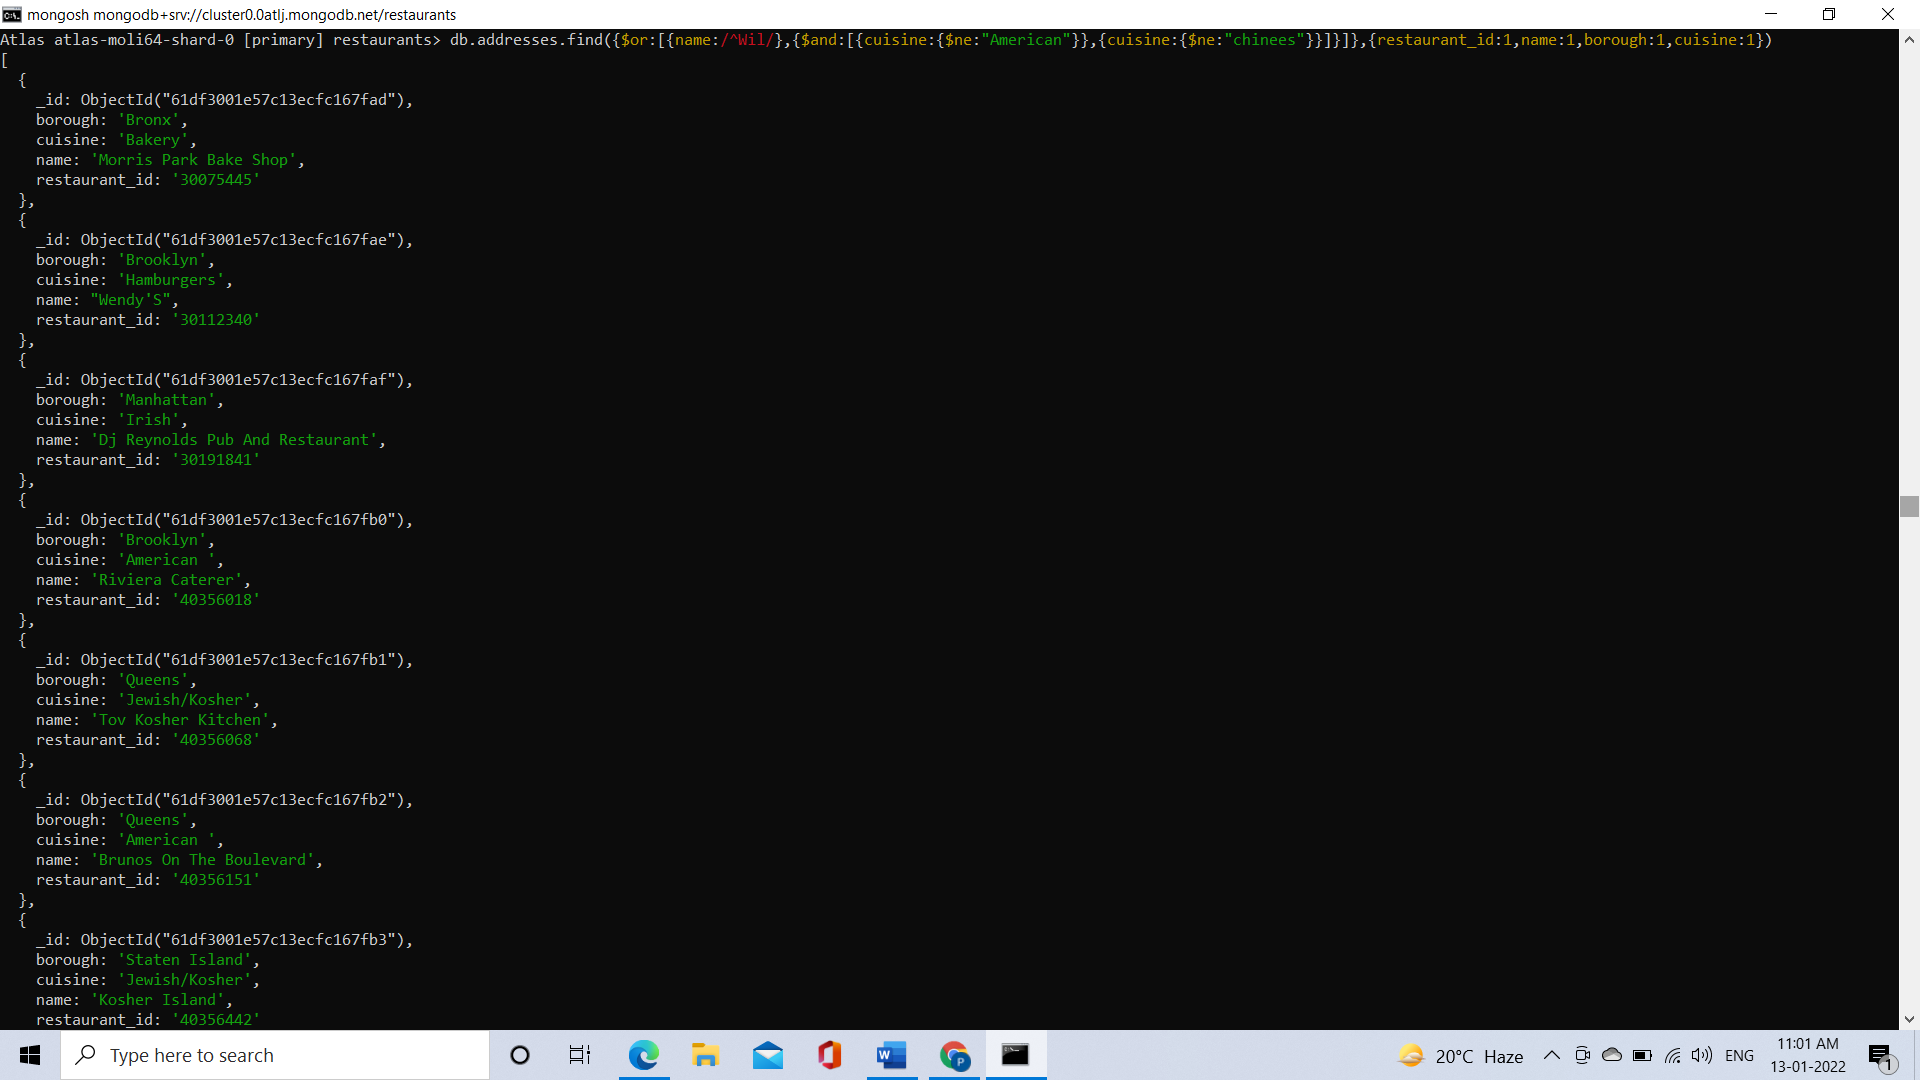 mongosh mongodb+srv://cluster0.0atlj.mongodb.net/restaurants
Atlas atlas-moli64-shard-0 [primary] restaurants> db.addresses.find({$or:[{name:/^Wil/},{$and:[{cuisine:{$ne:"American"}},{cuisine:{$ne:"chinees"}}]}]},{restaurant_id:1,name:1,borough:1,cuisine:1})
[
  {
    _id: ObjectId("61df3001e57c13ecfc167fad"),
    borough: 'Bronx',
    cuisine: 'Bakery',
    name: 'Morris Park Bake Shop',
    restaurant_id: '30075445'
  },
  {
    _id: ObjectId("61df3001e57c13ecfc167fae"),
    borough: 'Brooklyn',
    cuisine: 'Hamburgers',
    name: "Wendy'S",
    restaurant_id: '30112340'
  },
  {
    _id: ObjectId("61df3001e57c13ecfc167faf"),
    borough: 'Manhattan',
    cuisine: 'Irish',
    name: 'Dj Reynolds Pub And Restaurant',
    restaurant_id: '30191841'
  },
  {
    _id: ObjectId("61df3001e57c13ecfc167fb0"),
    borough: 'Brooklyn',
    cuisine: 'American ',
    name: 'Riviera Caterer',
    restaurant_id: '40356018'
  },
  {
    _id: ObjectId("61df3001e57c13ecfc167fb1"),
    borough: 'Queens',
    cuisine: 'Jewish/Kosher',
    name: 'Tov Kosher Kitchen',
    restaurant_id: '40356068'
  },
  {
    _id: ObjectId("61df3001e57c13ecfc167fb2"),
    borough: 'Queens',
    cuisine: 'American ',
    name: 'Brunos On The Boulevard',
    restaurant_id: '40356151'
  },
  {
    _id: ObjectId("61df3001e57c13ecfc167fb3"),
    borough: 'Staten Island',
    cuisine: 'Jewish/Kosher',
    name: 'Kosher Island',
    restaurant_id: '40356442'
Type here to search
20°C Haze
ENG
11:01 AM
13-01-2022
1